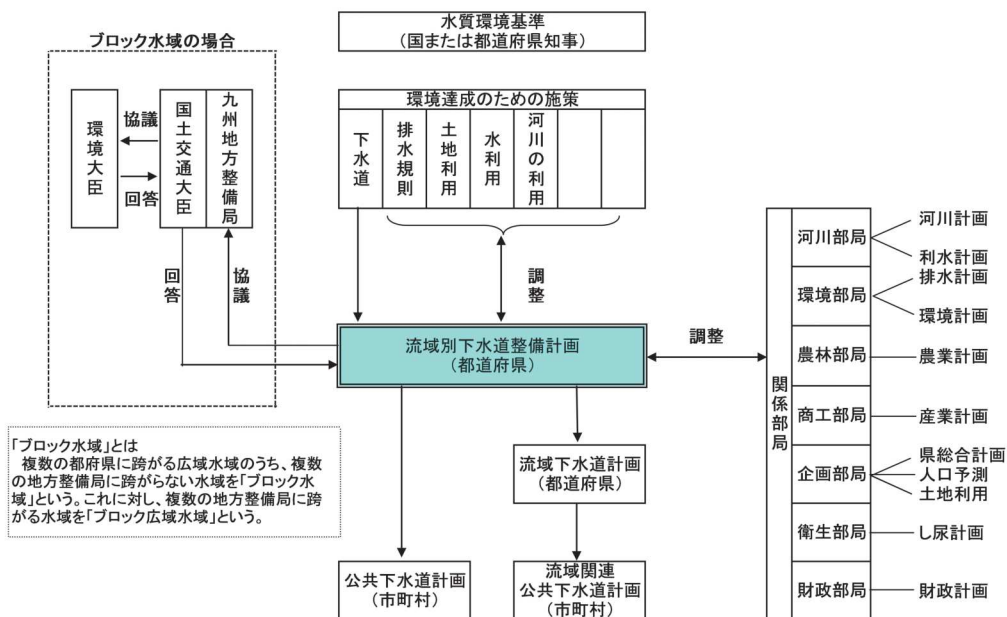 水質環境基準
(国または都道府県知事)
ブロック水域の場合
環境大臣
協議
回答
国土交通大臣
九州地方整備局
回答
協議
環境達成のための施策
下水道
排水規則
土地利用
水利用
河川の利用
調整
流域別下水道整備計画
(都道府県)
調整
関係部局
河川部局
河川計画
利水計画
環境部局
排水計画
環境計画
農林部局
農業計画
商工部局
産業計画
企画部局
県総合計画
人口予測
土地利用
衛生部局
し尿計画
財政部局
財政計画
「ブロック水域」とは
複数の都府県に跨がる広域水域のうち、複数
の地方整備局に跨がらない水域を「ブロック水
域」という。これに対し、複数の地方整備局に跨
がる水域を「ブロック広域水域」という。
流域下水道計画
(都道府県)
公共下水道計画
(市町村)
流域関連
公共下水道計画
(市町村)